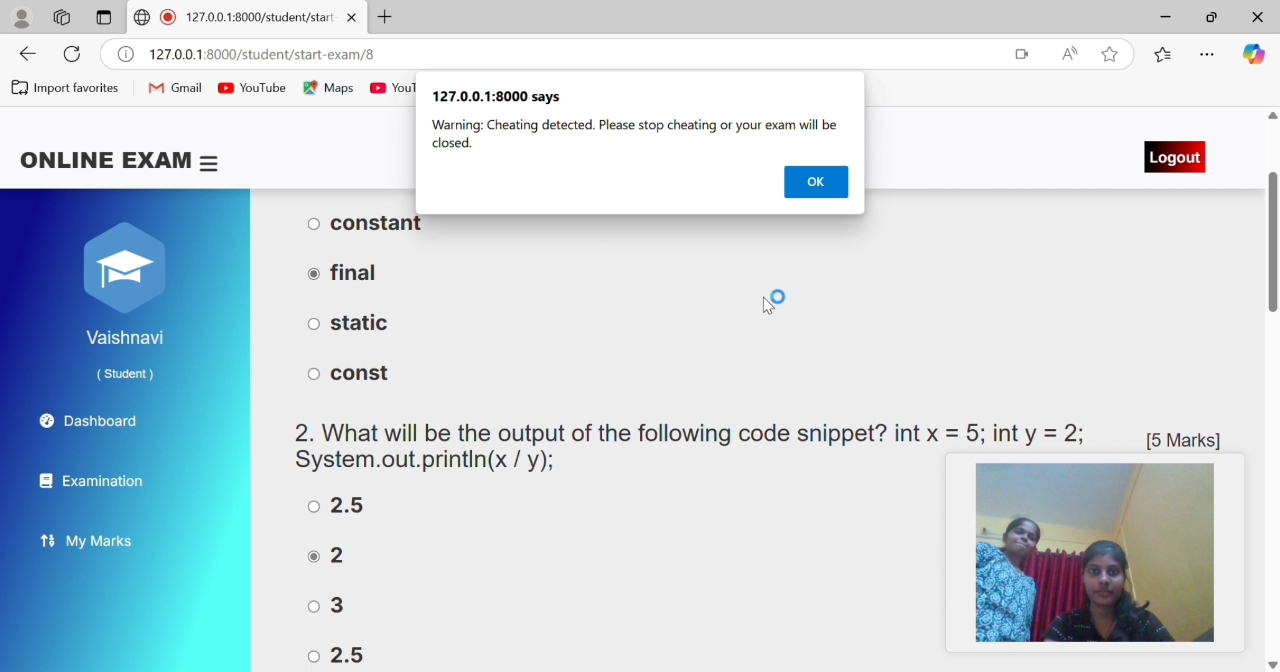 127.0.0.1:8000/student/start-
127.0.0.1:8000/student/start-exam/8
Import favorites
Gmail
YouTube
Maps
YouT
127.0.0.1:8000 says
Warning: Cheating detected. Please stop cheating or your exam will be
closed.
OK
ONLINE EXAM
Logout
Vaishnavi
( Student )
Dashboard
Examination
My Marks
constant
final
static
const
2. What will be the output of the following code snippet? int x = 5; int y = 2;
System.out.println(x / y);
[5 Marks]
2.5
2
3
2.5